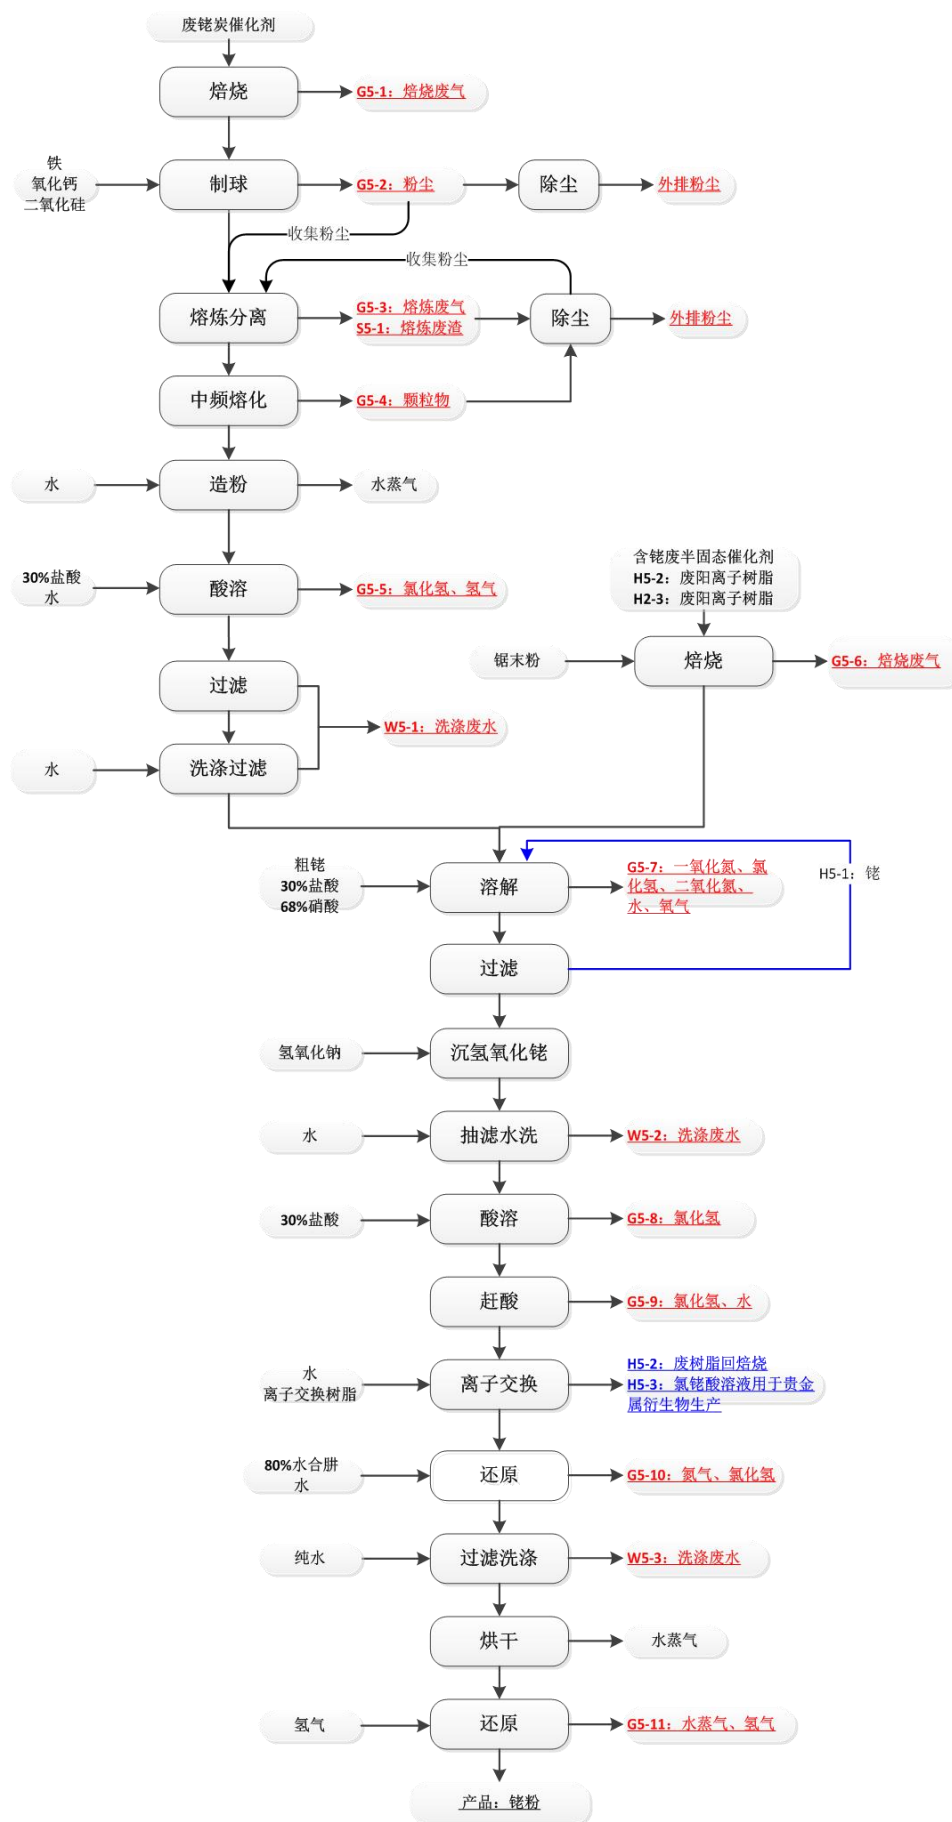 废铑炭催化剂
焙烧
G5-1：焙烧废气
铁
氧化钙
二氧化硅
制球
G5-2：粉尘
除尘
外排粉尘
收集粉尘
收集粉尘
熔炼分离
G5-3：熔炼废气
S5-1：熔炼废渣
除尘
外排粉尘
中频熔化
G5-4：颗粒物
水
造粉
水蒸气
30%盐酸
水
酸溶
G5-5：氯化氢、氢气
含铑废半固态催化剂
H5-2：废阳离子树脂
H2-3：废阳离子树脂
锯末粉
焙烧
G5-6：焙烧废气
过滤
W5-1：洗涤废水
水
洗涤过滤
粗铑
30%盐酸
68%硝酸
溶解
G5-7：一氧化氮、氯
化氢、二氧化氮、
水、氧气
H5-1：铑
过滤
氢氧化钠
沉氢氧化铑
水
抽滤水洗
W5-2：洗涤废水
30%盐酸
酸溶
G5-8：氯化氢
赶酸
G5-9：氯化氢、水
水
离子交换树脂
离子交换
H5-2：废树脂回焙烧
H5-3：氯铑酸溶液用于贵金
属衍生物生产
80%水合肼
水
还原
G5-10：氮气、氯化氢
纯水
过滤洗涤
W5-3：洗涤废水
烘干
水蒸气
氢气
还原
G5-11：水蒸气、氢气
产品：铑粉